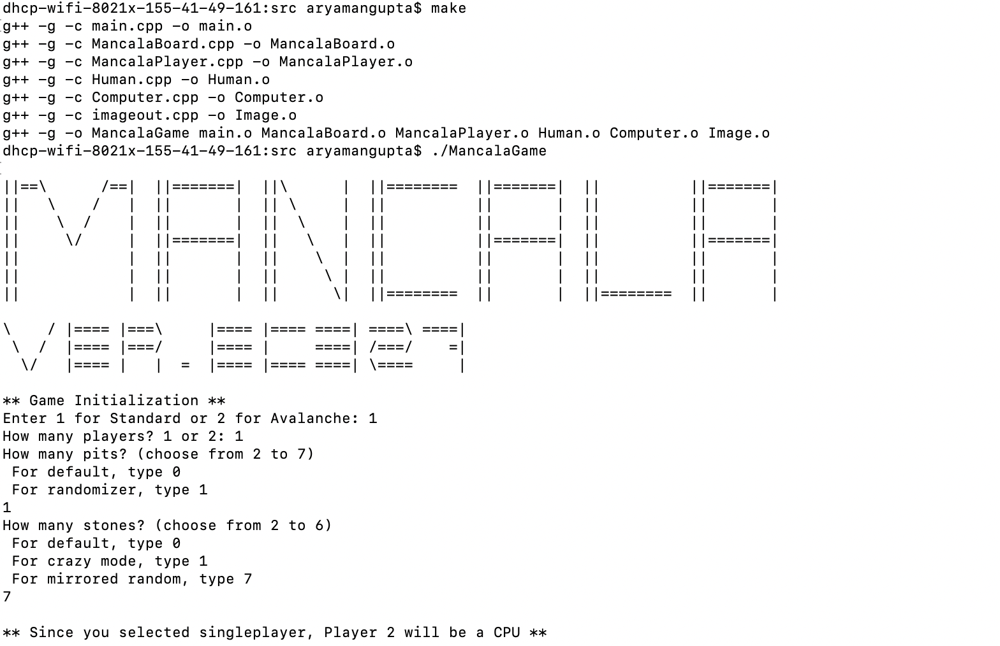 dhcp-wifi-8021x-155-41-49-161:src aryamangupta$ make
g++ -g -c main.cpp -o main.o
g++ -g -c MancalaBoard.cpp -o MancalaBoard.o
g++ -g -c MancalaPlayer.cpp -o MancalaPlayer.o
g++ -g -c Human.cpp -o Human.o
g++ -g -c Computer.cpp -o Computer.o
g++ -g -c imageout.cpp -o Image.o
g++ -g -o MancalaGame main.o MancalaBoard.o MancalaPlayer.o Human.o Computer.o Image.o
dhcp-wifi-8021x-155-41-49-161:src aryamangupta$ ./MancalaGame
MANCALA
VER. EC327
** Game Initialization **
Enter 1 for Standard or 2 for Avalanche: 1
How many players? 1 or 2: 1
How many pits? (choose from 2 to 7)
For default, type 0
For randomizer, type 1
1
How many stones? (choose from 2 to 6)
For default, type 0
For crazy mode, type 1
For mirrored random, type 7
7
** Since you selected singleplayer, Player 2 will be a CPU **